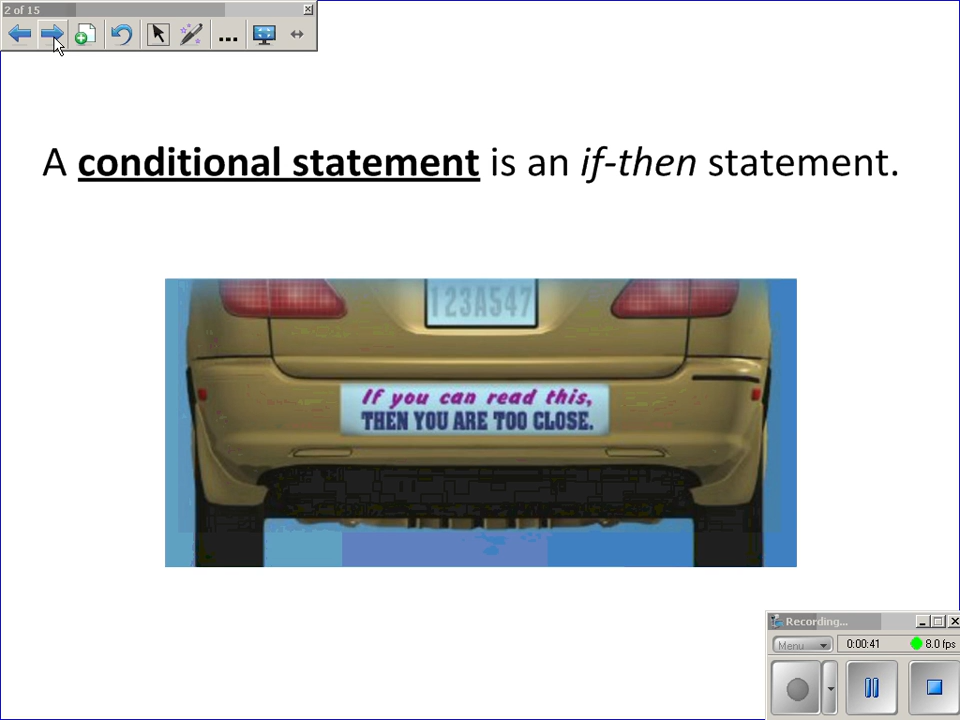 2 of 15
A conditional statement is an if-then statement.
123A547
If you can read this,
THEN YOU ARE TOO CLOSE.
Recording...
Menu
0:00:41
8.0 fps